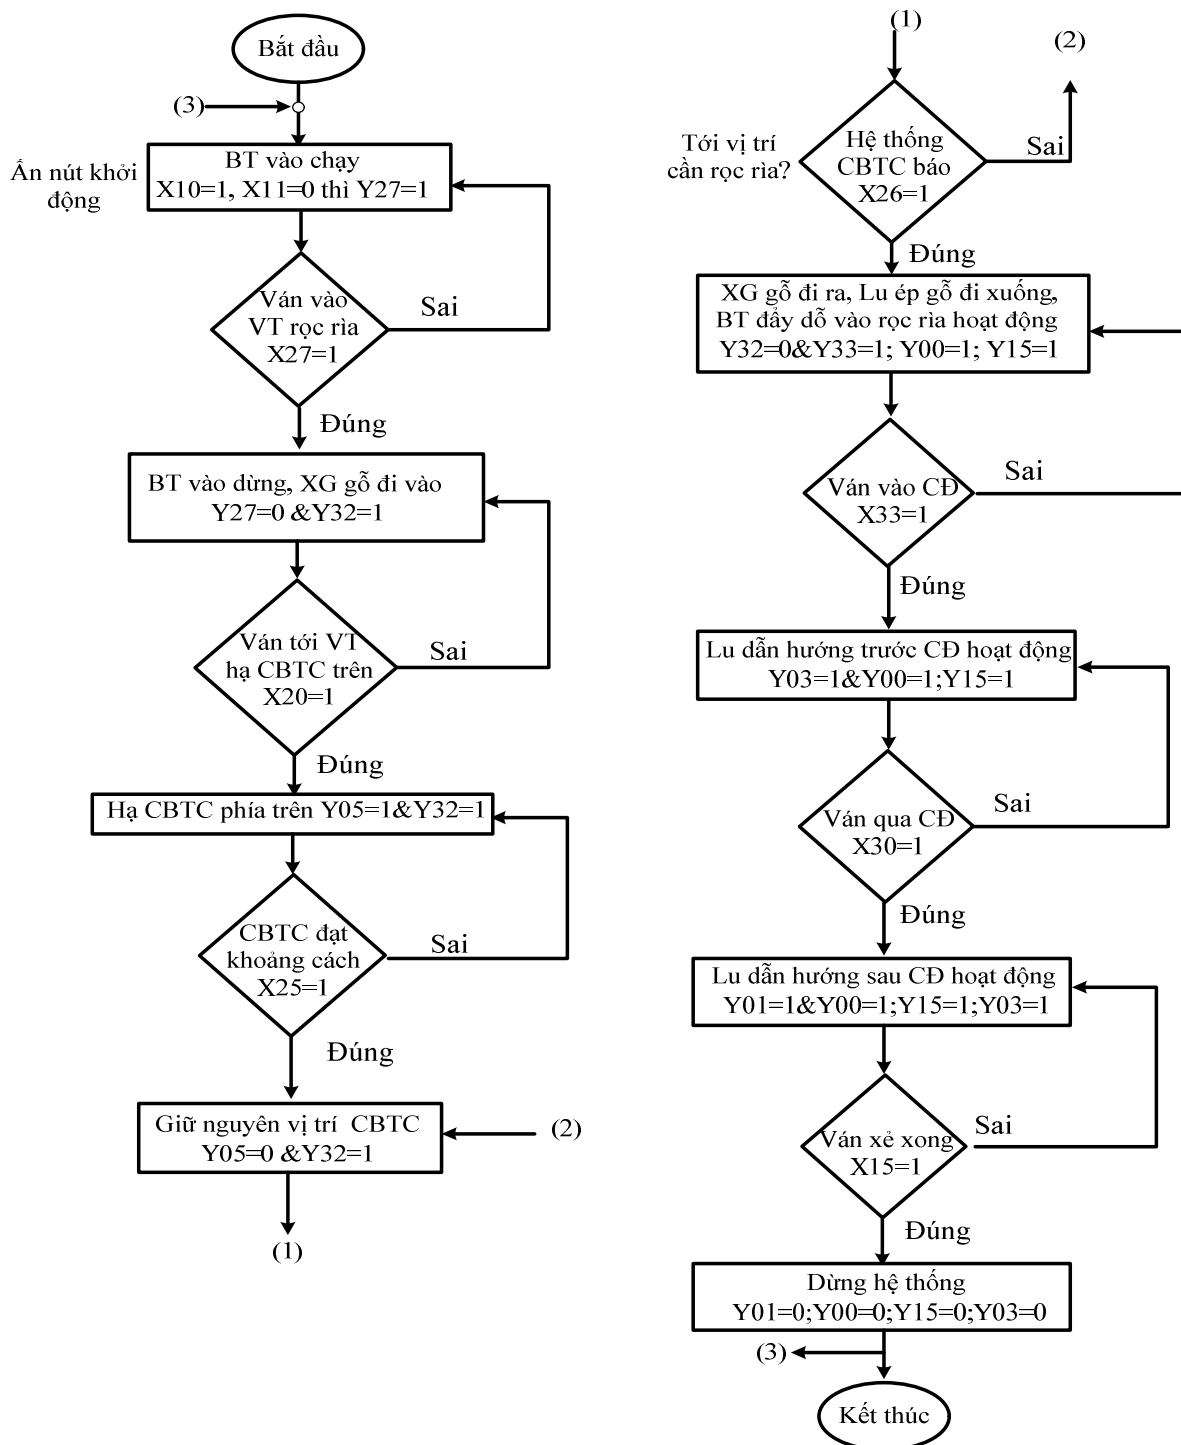 Bắt đầu
(3)
Ấn nút khởi
động
BT vào chạy
X10=1, X11=0 thì Y27=1
Ván vào
VT rọc rìa
X27=1
Sai
Đúng
BT vào dừng, XG gỗ đi vào
Y27=0 &Y32=1
Ván tới VT
hạ CBTC trên
X20=1
Sai
Đúng
Hạ CBTC phía trên Y05=1&Y32=1
CBTC đạt
khoảng cách
X25=1
Sai
Đúng
Giữ nguyên vị trí CBTC
Y05=0 &Y32=1
(2)
(1)
(1)
(2)
Tới vị trí
cần rọc rìa?
Hệ thống
CBTC báo
X26=1
Sai
Đúng
XG gỗ đi ra, Lu ép gỗ đi xuống,
BT đẩy dỗ vào rọc rìa hoạt động
Y32=0&Y33=1; Y00=1; Y15=1
Ván vào CĐ
X33=1
Sai
Đúng
Lu dẫn hướng trước CĐ hoạt động
Y03=1&Y00=1;Y15=1
Ván qua CĐ
X30=1
Sai
Đúng
Lu dẫn hướng sau CĐ hoạt động
Y01=1&Y00=1;Y15=1;Y03=1
Ván xẻ xong
X15=1
Sai
Đúng
Dừng hệ thống
Y01=0;Y00=0;Y15=0;Y03=0
(3)
Kết thúc